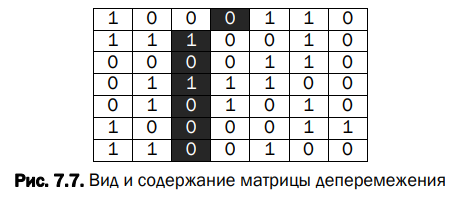 1 0 0 0 1 1 0
1 1 1 0 0 1 0
0 0 0 0 1 1 0
0 1 1 1 1 0 0
0 1 0 1 0 1 0
1 0 0 0 0 1 1
1 1 0 0 1 0 0
Рис. 7.7. Вид и содержание матрицы деперемежения